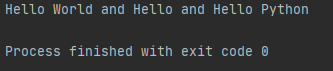 Hello World and Hello and Hello Python
Process finished with exit code 0